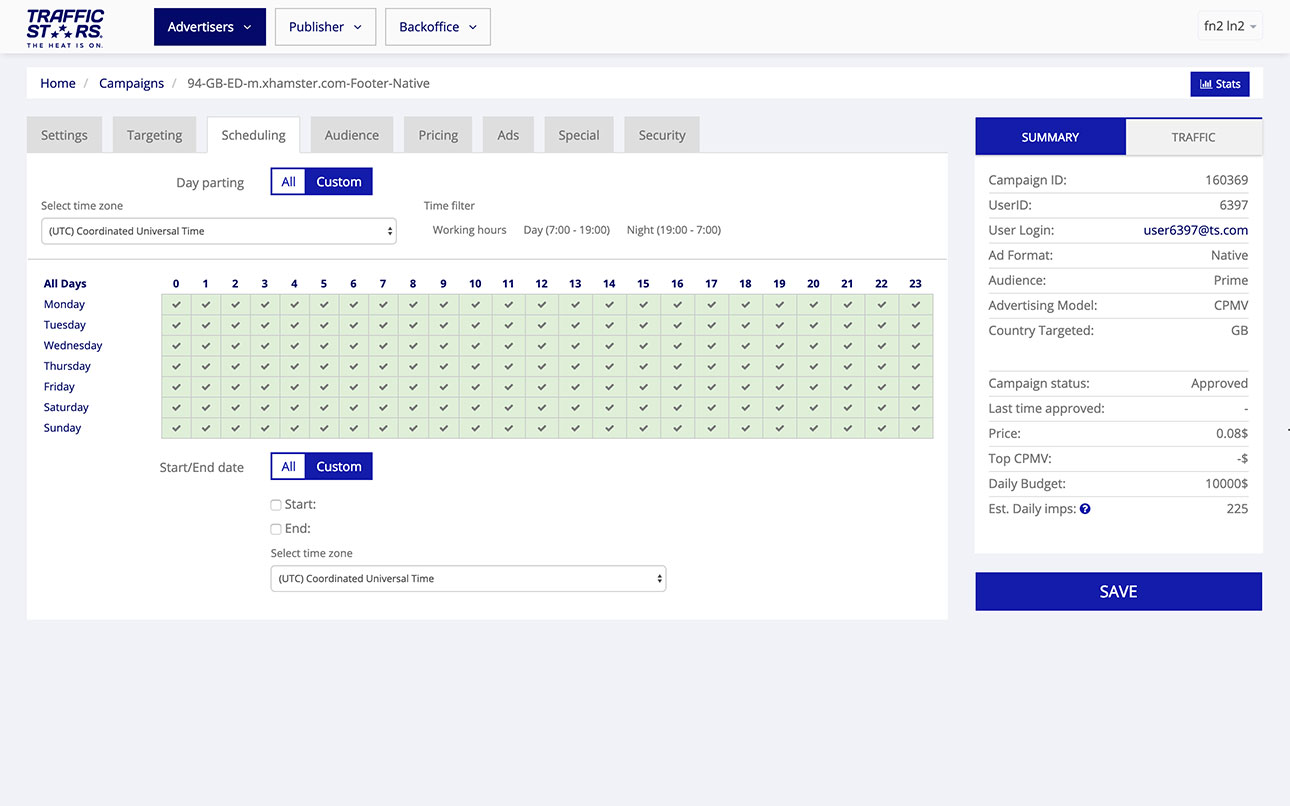 TRAFFIC
STARS
THE HEAT IS ON.
Advertisers
Publisher
Backoffice
fn2 ln2
Home / Campaigns / 94-GB-ED-m.xhamster.com-Footer-Native
Stats
Settings
Targeting
Scheduling
Audience
Pricing
Ads
Special
Security
Day parting
All
Custom
Select time zone
Time filter
(UTC) Coordinated Universal Time
Working hours
Day (7:00 - 19:00)
Night (19:00 - 7:00)
All Days 0 1 2 3 4 5 6 7 8 9 10 11 12 13 14 15 16 17 18 19 20 21 22 23
Monday
Tuesday
Wednesday
Thursday
Friday
Saturday
Sunday
Start/End date
All
Custom
Start:
End:
Select time zone
(UTC) Coordinated Universal Time
SUMMARY
TRAFFIC
Campaign ID: 160369
UserID: 6397
User Login: user6397@ts.com
Ad Format: Native
Audience: Prime
Advertising Model: CPMV
Country Targeted: GB
Campaign status: Approved
Last time approved: -
Price: 0.08$
Top CPMV: -$
Daily Budget: 10000$
Est. Daily imps: ? 225
SAVE